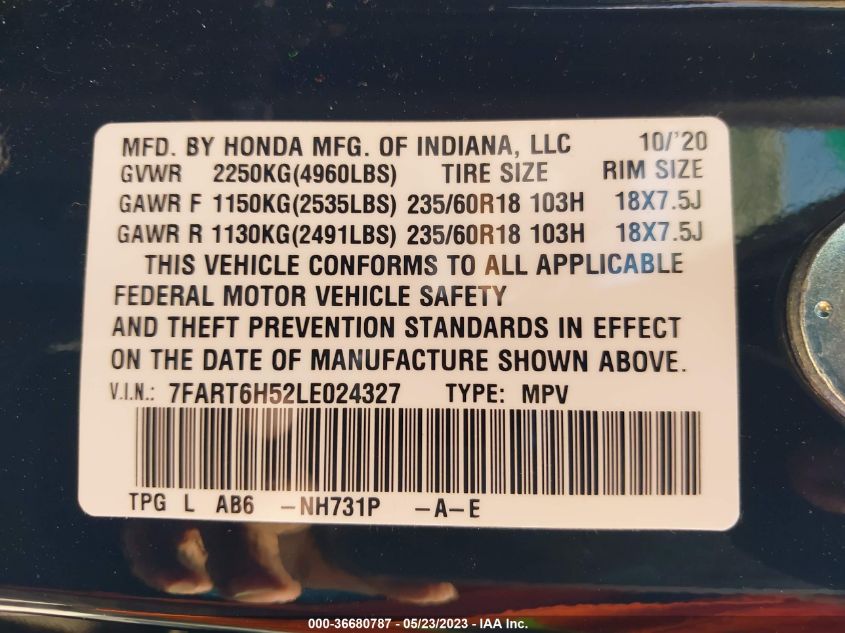 MFD. BY HONDA MFG. OF INDIANA, LLC 10/'20
GVWR 2250KG(4960LBS) TIRE SIZE RIM SIZE
GAWR F 1150KG(2535LBS) 235/60R18 103H 18X7.5J
GAWR R 1130KG(2491LBS) 235/60R18 103H 18X7.5J
THIS VEHICLE CONFORMS TO ALL APPLICABLE
FEDERAL MOTOR VEHICLE SAFETY
AND THEFT PREVENTION STANDARDS IN EFFECT
ON THE DATE OF MANUFACTURE SHOWN ABOVE.
V.I.N.: 7FART6H52LE024327 TYPE: MPV
TPG L AB6 -NH731P -A-E
000-36680787 - 05/23/2023 - IAA Inc.